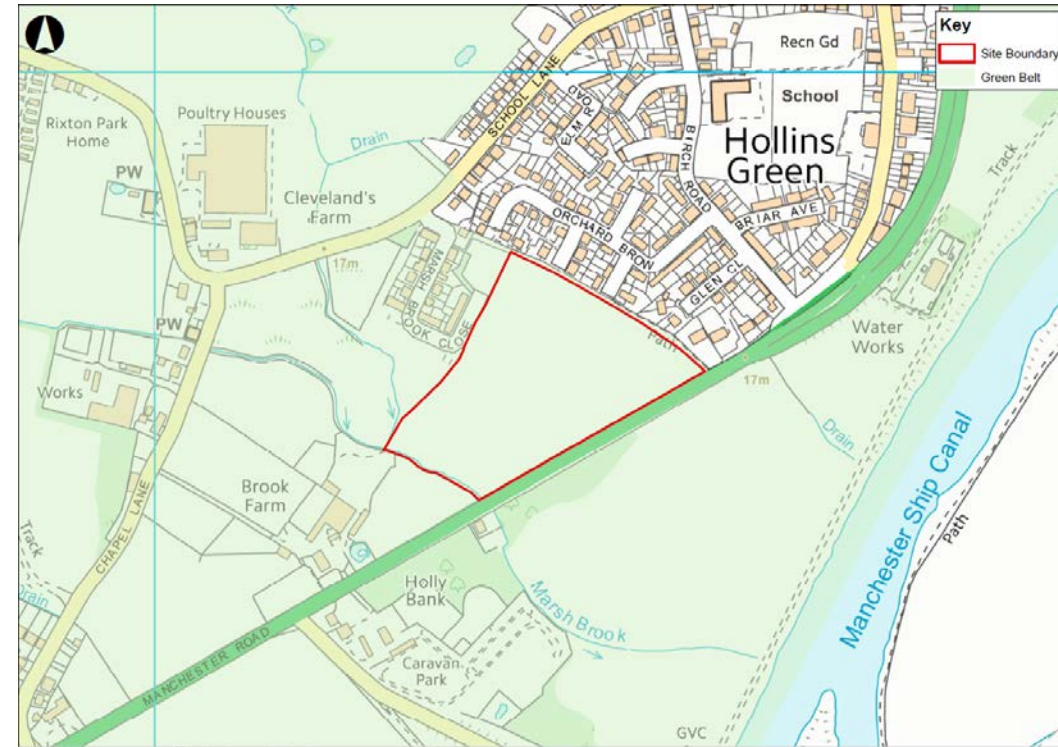 Key
Site Boundary
Green Belt
Recn Gd
School
Hollins
Green
SCHOOL LANE
ELM ROAD
BIRCH ROAD
BRIAR AVE
ORCHARD BROW
GLEN CL
Rixton Park
Home
Poultry Houses
PW
Drain
Cleveland's
Farm
17m
MARSH
BROOK CLOSE
Path
Track
Water
Works
17m
Drain
PW
Works
Brook
Farm
CHAPEL LANE
Track
Drain
Holly
Bank
Marsh Brook
Caravan
Park
MANCHESTER ROAD
Manchester Ship Canal
Path
GVC